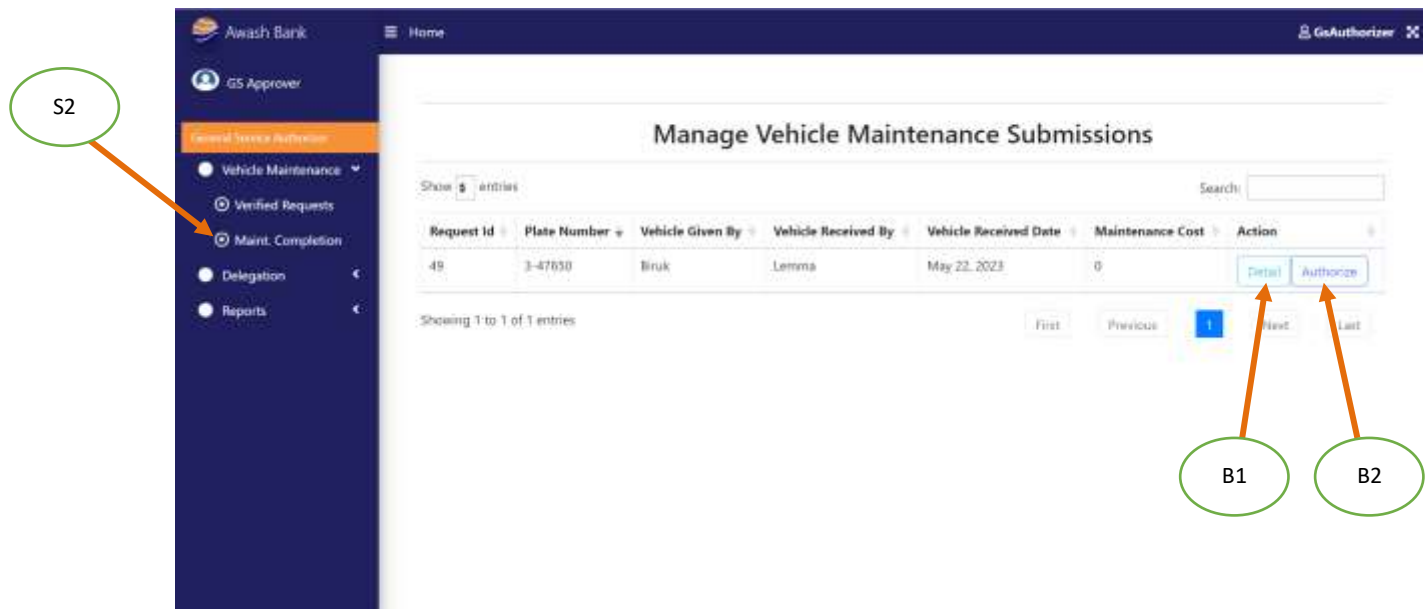 Awash Bank
Home
GsAuthorizer
GS Approver
S2
General Service Authorizer
Manage Vehicle Maintenance Submissions
Vehicle Maintenance
Show 5 entries
Search:
Verified Requests
Request Id Plate Number Vehicle Given By Vehicle Received By Vehicle Received Date Maintenance Cost Action
Maint. Completion
49 3-47650 Biruk Lemma May 22, 2023 0 Detail Authorize
Delegation
Reports
Showing 1 to 1 of 1 entries
First Previous 1 Next Last
B1
B2